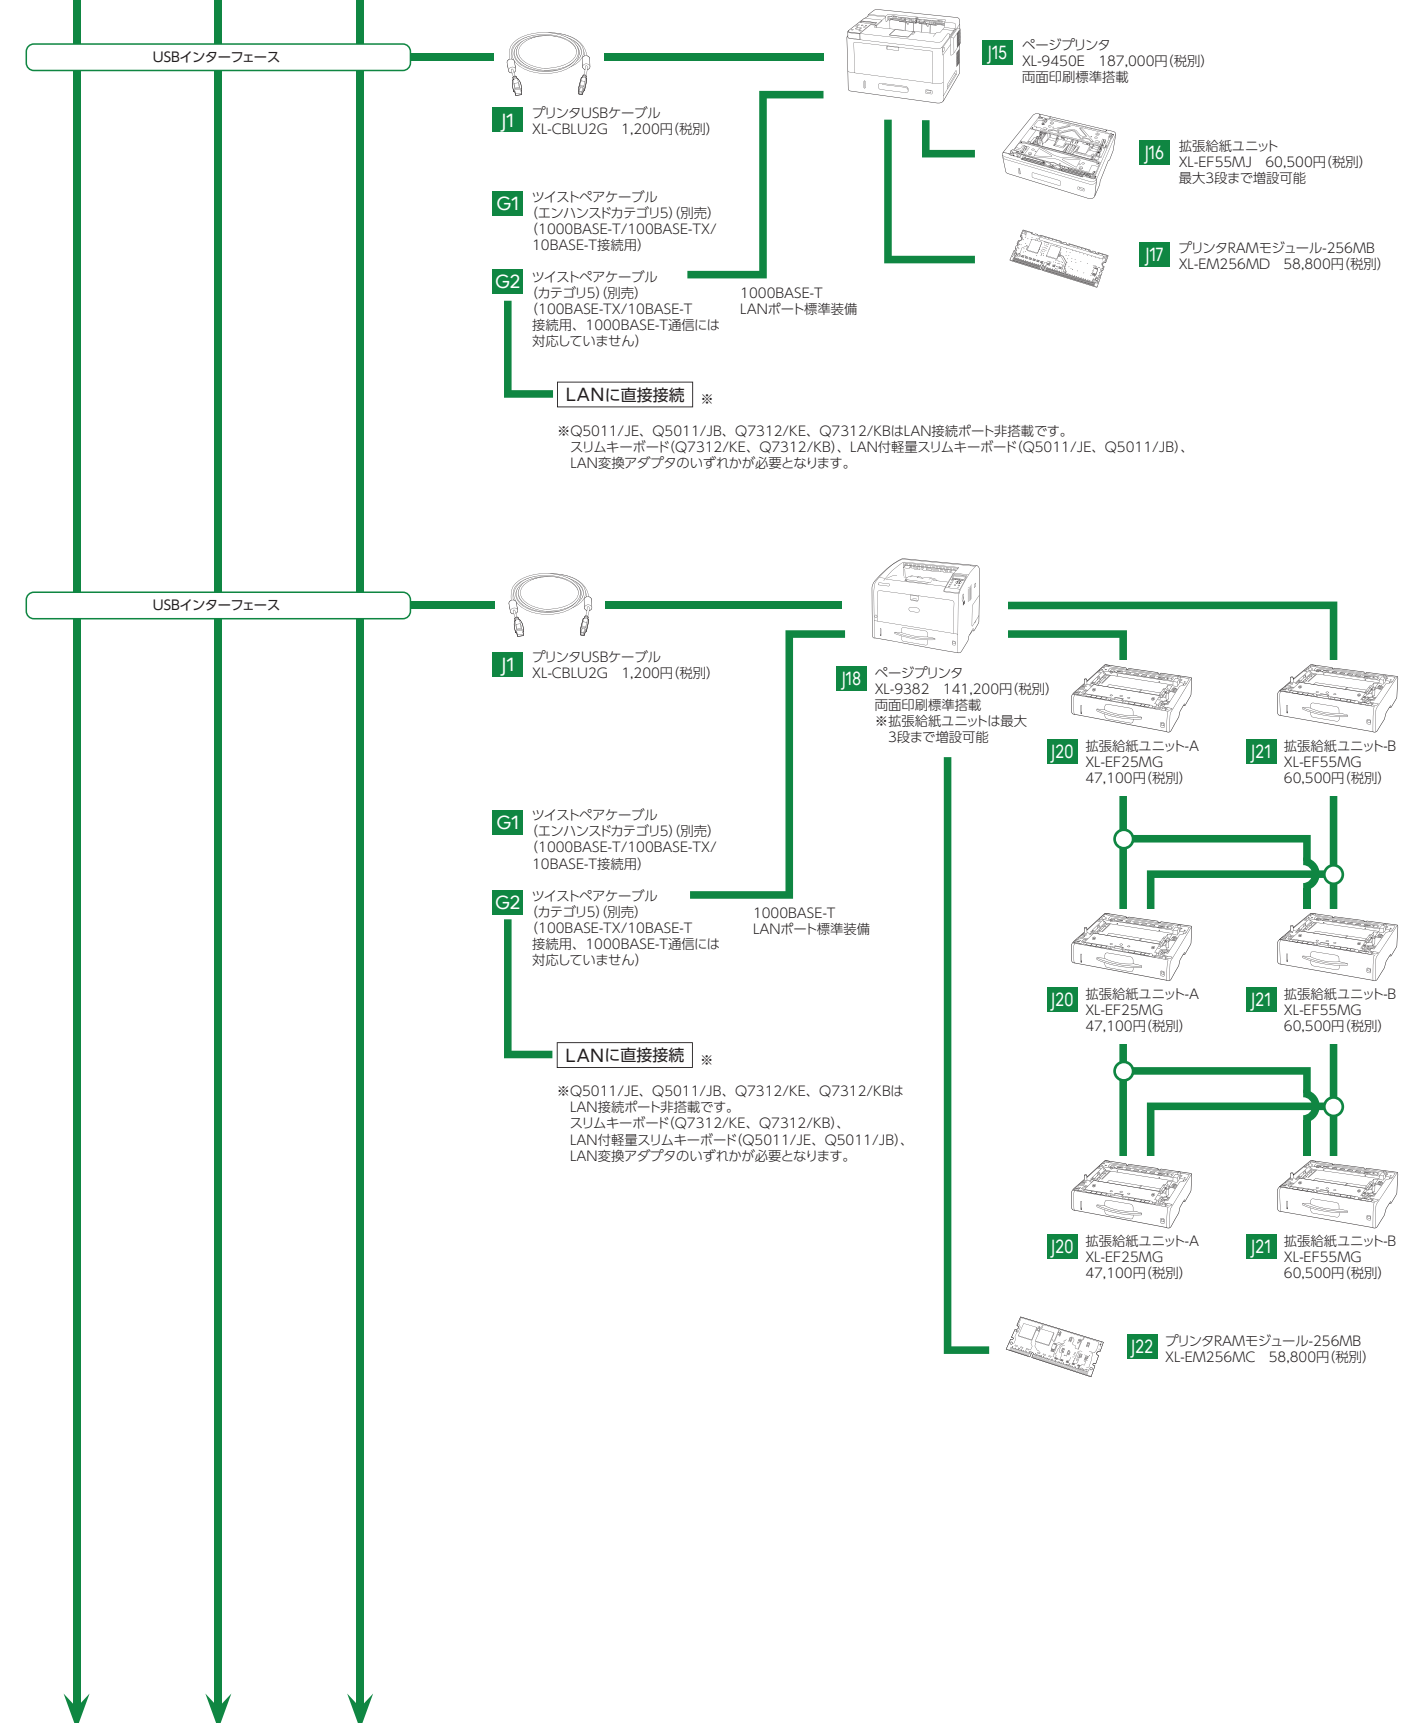 USBインターフェース
J1
プリンタUSBケーブル
XL-CBLU2G 1,200円(税別)
J15
ページプリンタ
XL-9450E 187,000円(税別)
両面印刷標準搭載
J16
拡張給紙ユニット
XL-EF55MJ 60,500円(税別)
最大3段まで増設可能
J17
プリンタRAMモジュール-256MB
XL-EM256MD 58,800円(税別)
G1
ツイストペアケーブル
(エンハンスドカテゴリ5)(別売)
(1000BASE-T/100BASE-TX/
10BASE-T接続用)
G2
ツイストペアケーブル
(カテゴリ5)(別売)
(100BASE-TX/10BASE-T
接続用、1000BASE-T通信には
対応していません)
1000BASE-T
LANポート標準装備
LANに直接接続 ※
※Q5011/JE、Q5011/JB、Q7312/KE、Q7312/KBはLAN接続ポート非搭載です。
スリムキーボード(Q7312/KE、Q7312/KB)、LAN付軽量スリムキーボード(Q5011/JE、Q5011/JB)、
LAN変換アダプタのいずれかが必要となります。
USBインターフェース
J1
プリンタUSBケーブル
XL-CBLU2G 1,200円(税別)
J18
ページプリンタ
XL-9382 141,200円(税別)
両面印刷標準搭載
※拡張給紙ユニットは最大
3段まで増設可能
J20
拡張給紙ユニット-A
XL-EF25MG
47,100円(税別)
J21
拡張給紙ユニット-B
XL-EF55MG
60,500円(税別)
G1
ツイストペアケーブル
(エンハンスドカテゴリ5)(別売)
(1000BASE-T/100BASE-TX/
10BASE-T接続用)
G2
ツイストペアケーブル
(カテゴリ5)(別売)
(100BASE-TX/10BASE-T
接続用、1000BASE-T通信には
対応していません)
1000BASE-T
LANポート標準装備
J20
拡張給紙ユニット-A
XL-EF25MG
47,100円(税別)
J21
拡張給紙ユニット-B
XL-EF55MG
60,500円(税別)
LANに直接接続 ※
※Q5011/JE、Q5011/JB、Q7312/KE、Q7312/KBは
LAN接続ポート非搭載です。
スリムキーボード(Q7312/KE、Q7312/KB)、
LAN付軽量スリムキーボード(Q5011/JE、Q5011/JB)、
LAN変換アダプタのいずれかが必要となります。
J20
拡張給紙ユニット-A
XL-EF25MG
47,100円(税別)
J21
拡張給紙ユニット-B
XL-EF55MG
60,500円(税別)
J22
プリンタRAMモジュール-256MB
XL-EM256MC 58,800円(税別)